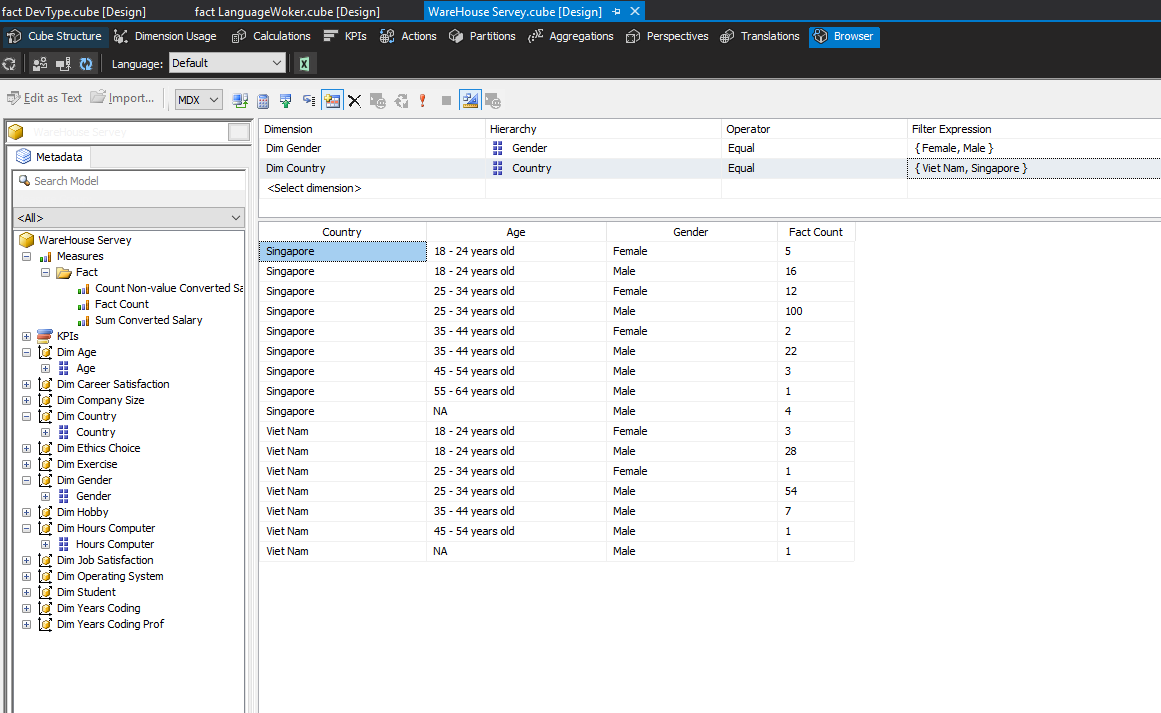 fact DevType.cube [Design] fact LanguageWoker.cube [Design] WareHouse Servey.cube [Design]
Cube Structure Dimension Usage Calculations KPIs Actions Partitions Aggregations Perspectives Translations Browser
Language: Default
Edit as Text Import... MDX
WareHouse Servey
Metadata
Search Model
<All>
WareHouse Servey
Measures
Fact
Count Non-value Converted Sa
Fact Count
Sum Converted Salary
KPIs
Dim Age
Age
Dim Career Satisfaction
Dim Company Size
Dim Country
Country
Dim Ethics Choice
Dim Exercise
Dim Gender
Gender
Dim Hobby
Dim Hours Computer
Hours Computer
Dim Job Satisfaction
Dim Operating System
Dim Student
Dim Years Coding
Dim Years Coding Prof
Dimension Hierarchy Operator Filter Expression
Dim Gender Gender Equal { Female, Male }
Dim Country Country Equal { Viet Nam, Singapore }
<Select dimension>
Country Age Gender Fact Count
Singapore 18 - 24 years old Female 5
Singapore 18 - 24 years old Male 16
Singapore 25 - 34 years old Female 12
Singapore 25 - 34 years old Male 100
Singapore 35 - 44 years old Female 2
Singapore 35 - 44 years old Male 22
Singapore 45 - 54 years old Male 3
Singapore 55 - 64 years old Male 1
Singapore NA Male 4
Viet Nam 18 - 24 years old Female 3
Viet Nam 18 - 24 years old Male 28
Viet Nam 25 - 34 years old Female 1
Viet Nam 25 - 34 years old Male 54
Viet Nam 35 - 44 years old Male 7
Viet Nam 45 - 54 years old Male 1
Viet Nam NA Male 1